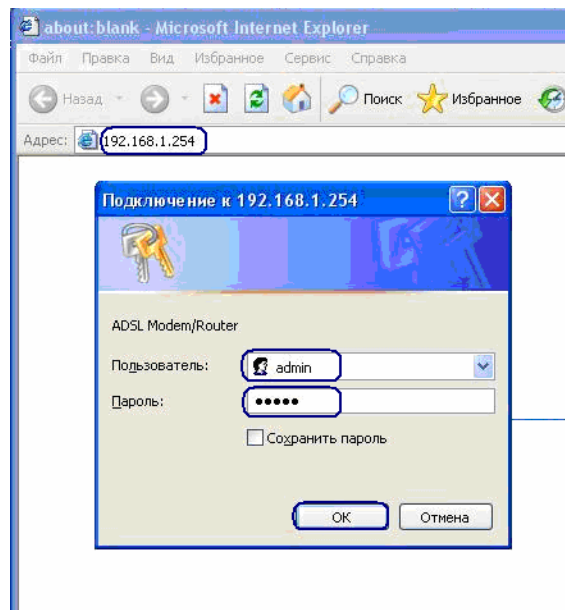 about:blank - Microsoft Internet Explorer
Файл Правка Вид Избранное Сервис Справка
Назад Поиск Избранное
Адрес: 192.168.1.254
Подключение к 192.168.1.254
ADSL Modem/Router
Пользователь: admin
Пароль: •••••
Сохранить пароль
OK Отмена